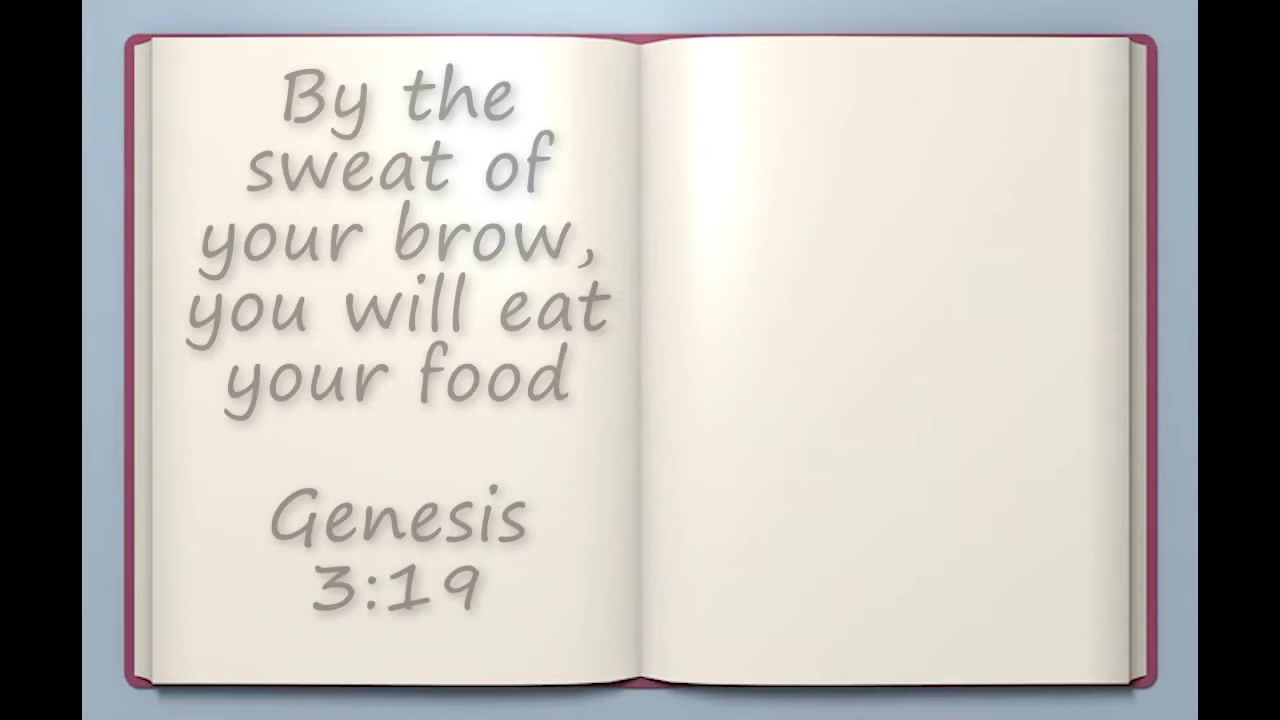 By the
sweat of
your brow,
you will eat
your food
Genesis
3:19